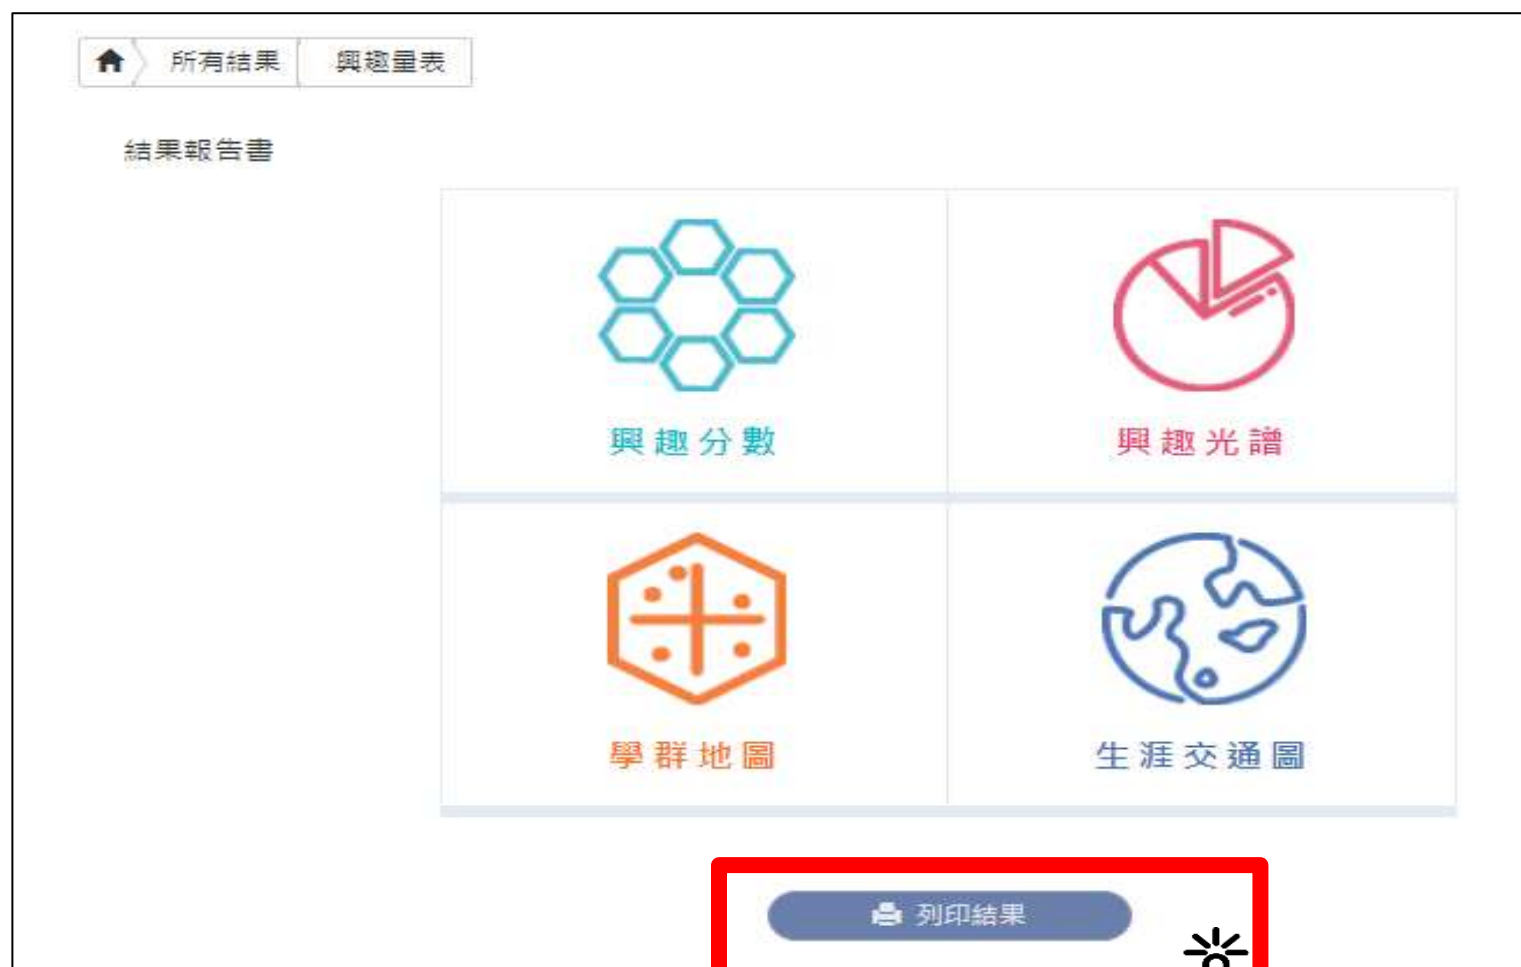 所有結果 興趣量表
結果報告書
興趣分數 興趣光譜
學群地圖 生涯交通圖
列印結果